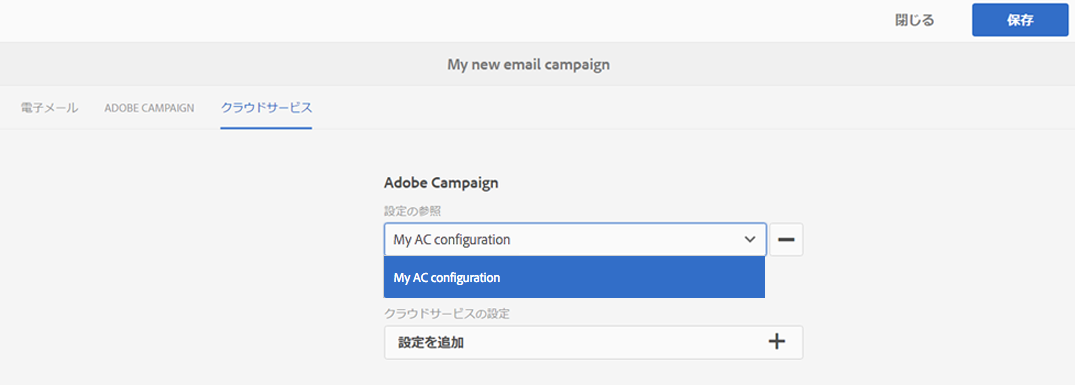 閉じる
保存
My new email campaign
電子メール
ADOBE CAMPAIGN
クラウドサービス
Adobe Campaign
設定の参照
My AC configuration
My AC configuration
クラウドサービスの設定
設定を追加